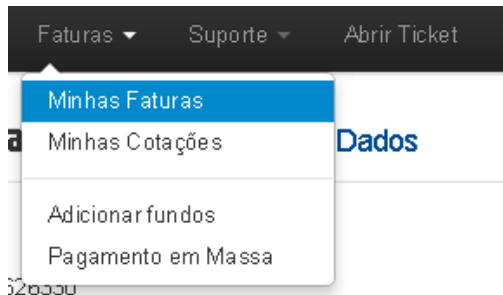 Faturas Suporte Abrir Ticket
Minhas Faturas
Minhas Cotações
Dados
Adicionar fundos
Pagamento em Massa